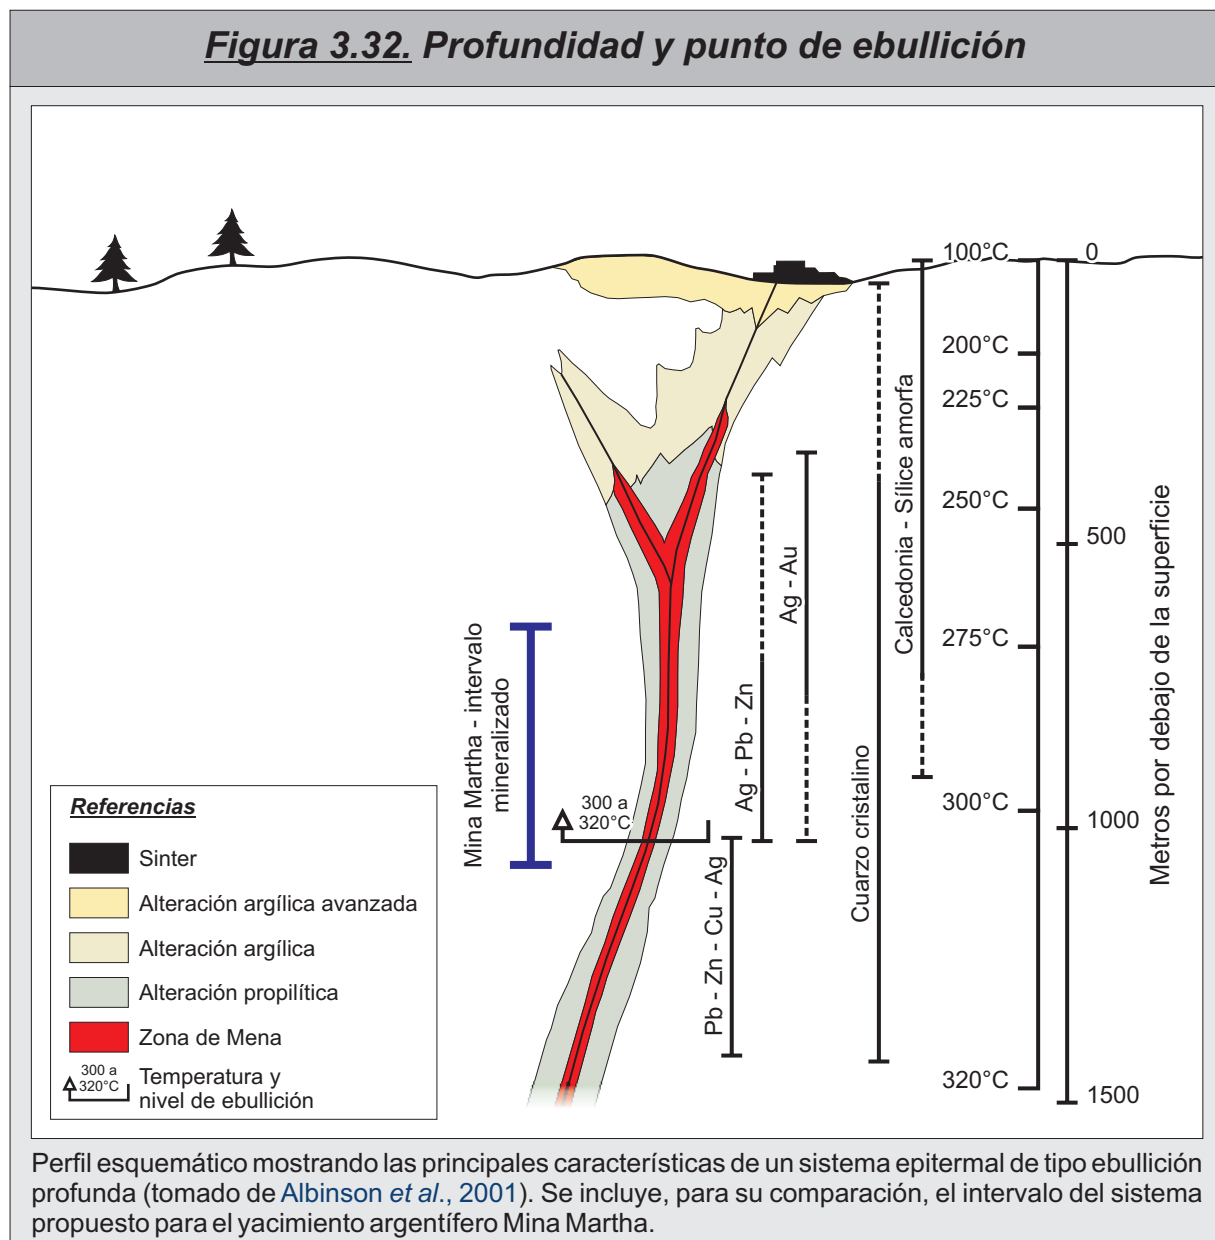 Figura 3.32. Profundidad y punto de ebullición
100°C
0
200°C
225°C
250°C
500
275°C
300°C
1000
320°C
1500
Metros por debajo de la superficie
Calcedonia - Sílice amorfa
Cuarzo cristalino
Ag - Au
Ag - Pb - Zn
Pb - Zn - Cu - Ag
Mina Martha - intervalo
mineralizado
300 a
320°C
Referencias
Sinter
Alteración argílica avanzada
Alteración argílica
Alteración propilítica
Zona de Mena
300 a
320°C
Temperatura y
nivel de ebullición
Perfil esquemático mostrando las principales características de un sistema epitermal de tipo ebullición
profunda (tomado de Albinson et al., 2001). Se incluye, para su comparación, el intervalo del sistema
propuesto para el yacimiento argentífero Mina Martha.